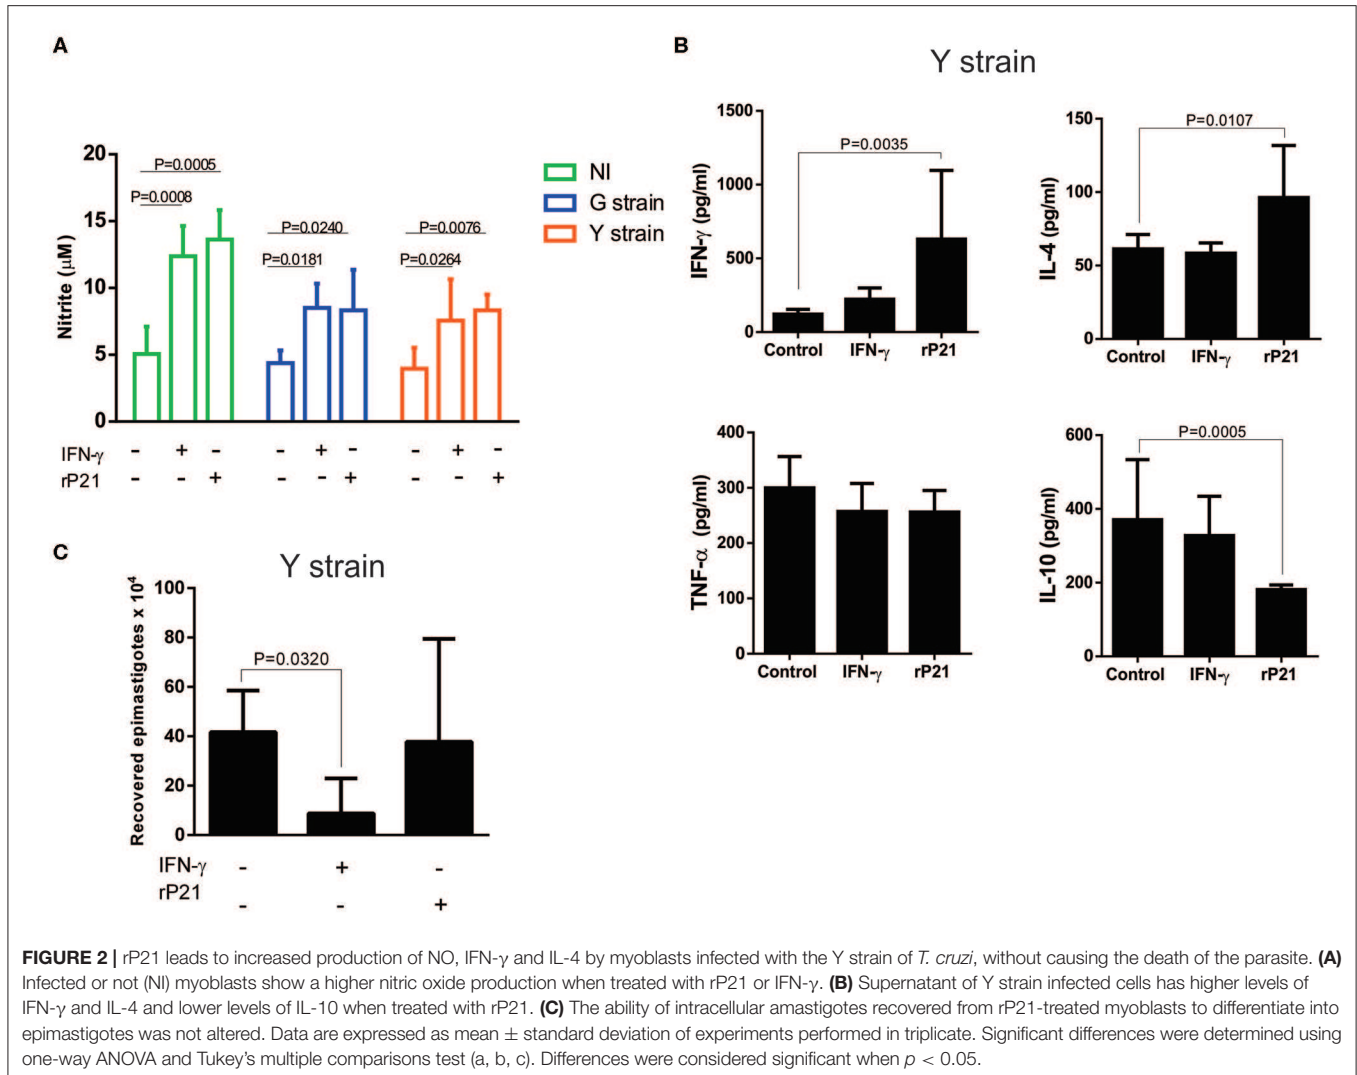 A
20
15
10
5
0
Nitrite (μM)
P=0.0005
P=0.0008
P=0.0240
P=0.0181
P=0.0076
P=0.0264
NI
G strain
Y strain
IFN-γ - + - - + - - + -
rP21 - - + - - + - - +
B
Y strain
1500
1000
500
0
IFN-γ (pg/ml)
P=0.0035
Control IFN-γ rP21
150
100
50
0
IL-4 (pg/ml)
P=0.0107
Control IFN-γ rP21
400
300
200
100
0
TNF-α (pg/ml)
Control IFN-γ rP21
600
400
200
0
IL-10 (pg/ml)
P=0.0005
Control IFN-γ rP21
C
Y strain
100
80
60
40
20
0
Recovered epimastigotes x 10⁴
P=0.0320
IFN-γ - + -
rP21 - - +
FIGURE 2 | rP21 leads to increased production of NO, IFN-γ and IL-4 by myoblasts infected with the Y strain of T. cruzi, without causing the death of the parasite. (A)
Infected or not (NI) myoblasts show a higher nitric oxide production when treated with rP21 or IFN-γ. (B) Supernatant of Y strain infected cells has higher levels of
IFN-γ and IL-4 and lower levels of IL-10 when treated with rP21. (C) The ability of intracellular amastigotes recovered from rP21-treated myoblasts to differentiate into
epimastigotes was not altered. Data are expressed as mean ± standard deviation of experiments performed in triplicate. Significant differences were determined using
one-way ANOVA and Tukey's multiple comparisons test (a, b, c). Differences were considered significant when p < 0.05.